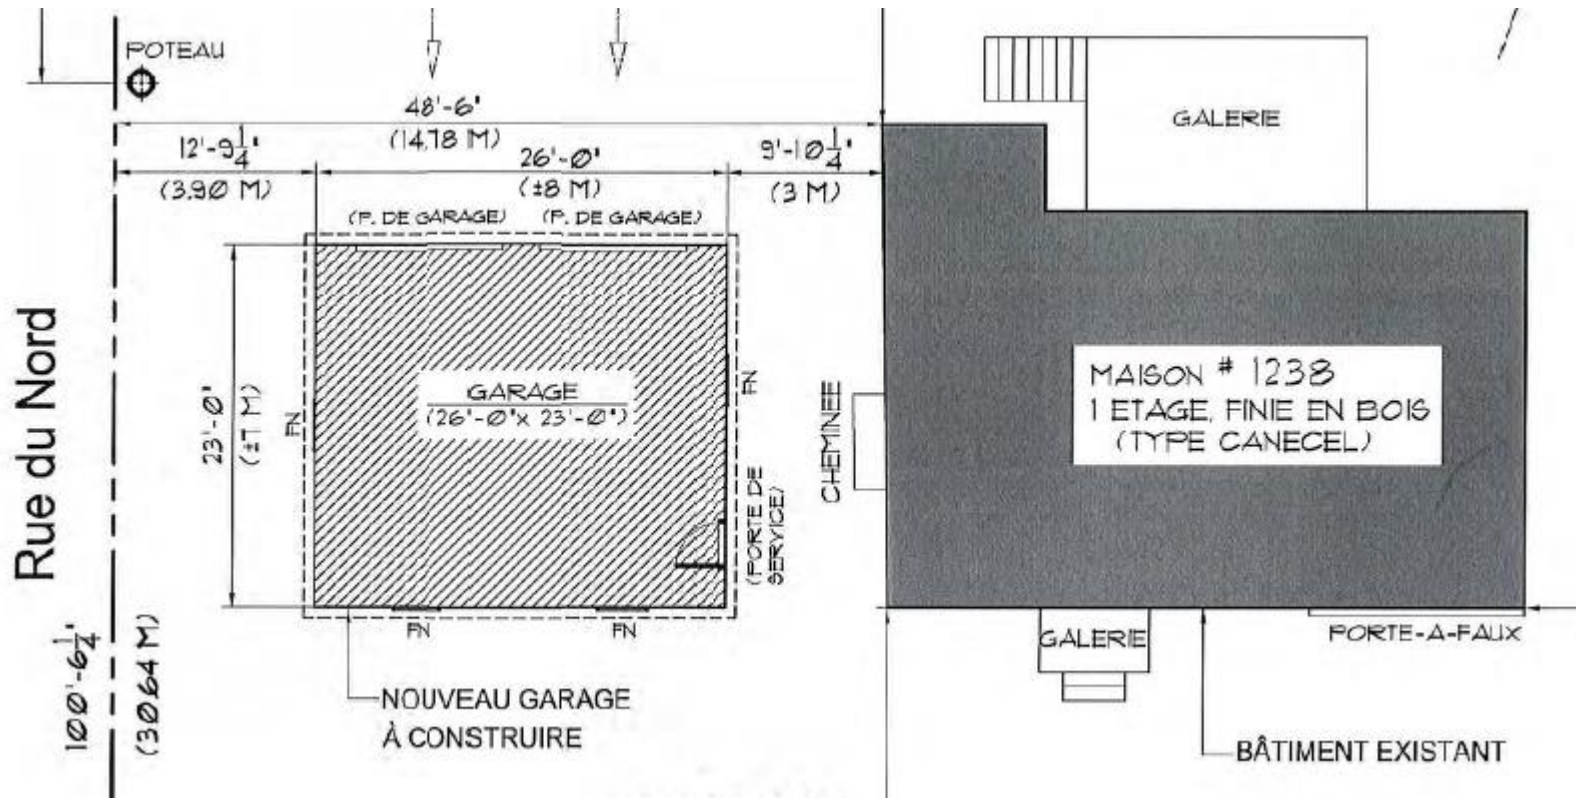 POTEAU
48'-6"
(14.78 M)
12'-9 1/4"
(3.90 M)
26'-0"
(±8 M)
9'-10 1/4"
(3 M)
GALERIE
(P. DE GARAGE) (P. DE GARAGE)
Rue du Nord
23'-0"
(±7 M)
FN
GARAGE
(26'-0"x 23'-0")
FN
(PORTE DE
SERVICE)
CHEMINEE
MAISON # 1238
1 ETAGE, FINIE EN BOIS
(TYPE CANECEL)
FN
FN
GALERIE
PORTE-A-FAUX
100'-6 1/4"
(30.64 M)
NOUVEAU GARAGE
À CONSTRUIRE
BÂTIMENT EXISTANT